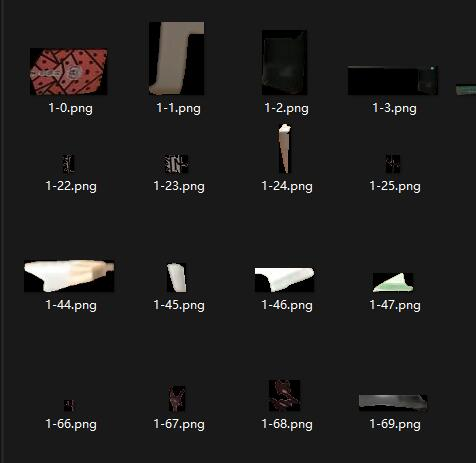 1-0.png 1-1.png 1-2.png 1-3.png
1-22.png 1-23.png 1-24.png 1-25.png
1-44.png 1-45.png 1-46.png 1-47.png
1-66.png 1-67.png 1-68.png 1-69.png